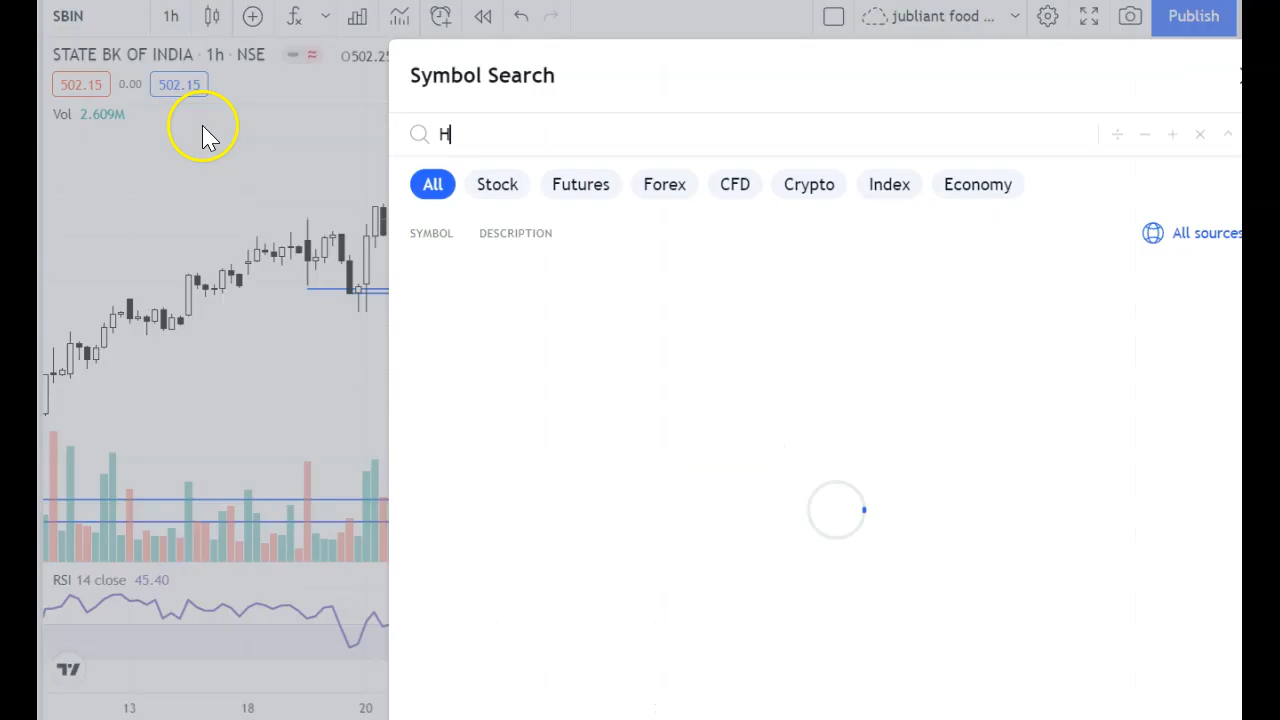 SBIN 1h jubliant food ... Publish
STATE BK OF INDIA · 1h · NSE O502.25
502.15 0.00 502.15
Vol 2.609M
Symbol Search
H
All Stock Futures Forex CFD Crypto Index Economy
SYMBOL DESCRIPTION All sources
RSI 14 close 45.40
13 18 20